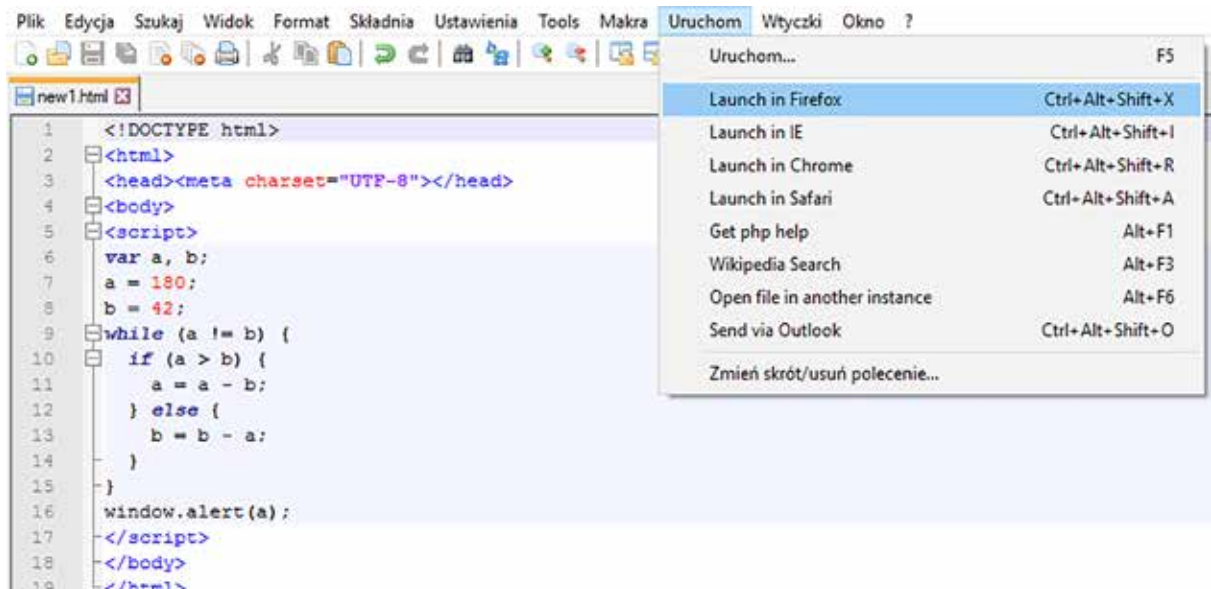 Plik Edycja Szukaj Widok Format Składnia Ustawienia Tools Makra Uruchom Wtyczki Okno ?
Uruchom... F5
new1.html
Launch in Firefox Ctrl+Alt+Shift+X
Launch in IE Ctrl+Alt+Shift+I
Launch in Chrome Ctrl+Alt+Shift+R
Launch in Safari Ctrl+Alt+Shift+A
Get php help Alt+F1
Wikipedia Search Alt+F3
Open file in another instance Alt+F6
Send via Outlook Ctrl+Alt+Shift+O
Zmień skrót/usuń polecenie...
1 <!DOCTYPE html>
2 <html>
3 <head><meta charset="UTF-8"></head>
4 <body>
5 <script>
6 var a, b;
7 a = 180;
8 b = 42;
9 while (a != b) {
10 if (a > b) {
11 a = a - b;
12 } else {
13 b = b - a;
14 }
15 }
16 window.alert(a);
17 </script>
18 </body>
19 </html>